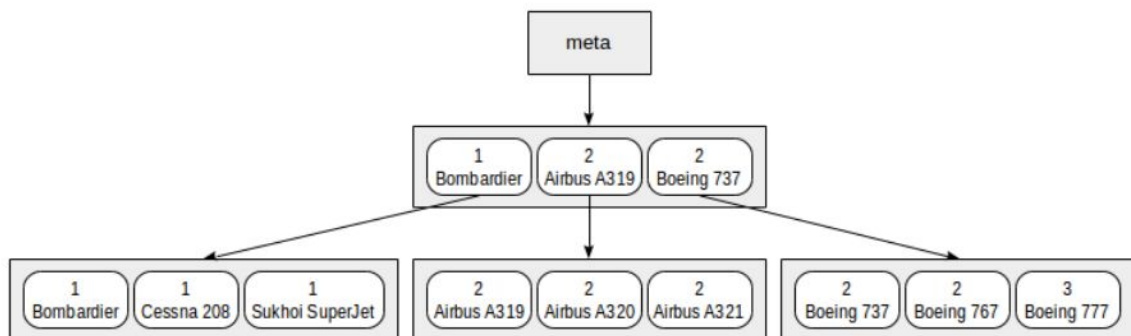 meta
1
Bombardier
2
Airbus A319
2
Boeing 737
1
Bombardier
1
Cessna 208
1
Sukhoi SuperJet
2
Airbus A319
2
Airbus A320
2
Airbus A321
2
Boeing 737
2
Boeing 767
3
Boeing 777